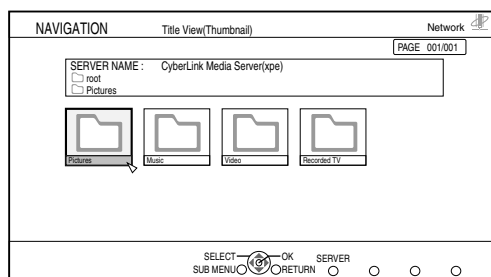 NAVIGATION Title View(Thumbnail) Network
PAGE 001/001
SERVER NAME : CyberLink Media Server(xpe)
root
Pictures
Pictures Music Video Recorded TV
SELECT OK SERVER
SUB MENU RETURN